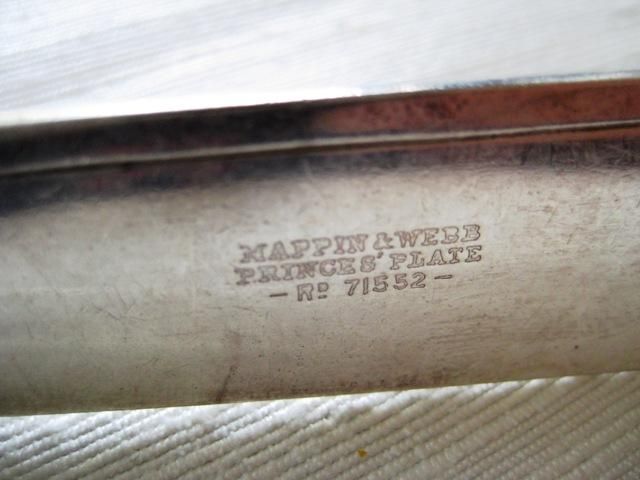 MAPPIN & WEBB
PRINCES' PLATE
— RD 71552 —